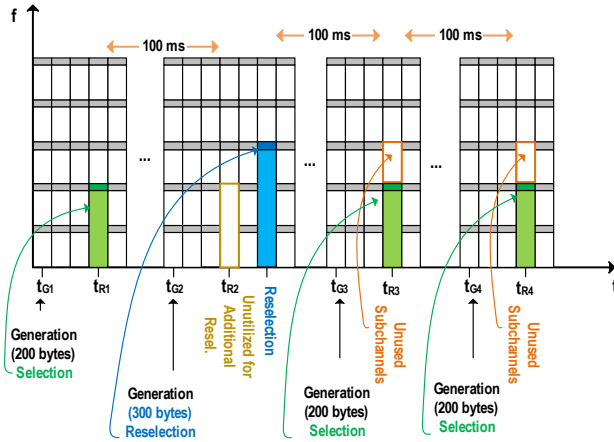 f
100 ms
100 ms
100 ms
...
...
...
tG1
tR1
tG2
tR2
tG3
tR3
tG4
tR4
t
Generation
(200 bytes)
Selection
Unutilized for
Additional
Resel.
Reselection
Generation
(300 bytes)
Reselection
Generation
(200 bytes)
Selection
Unused
Subchannels
Generation
(200 bytes)
Selection
Unused
Subchannels